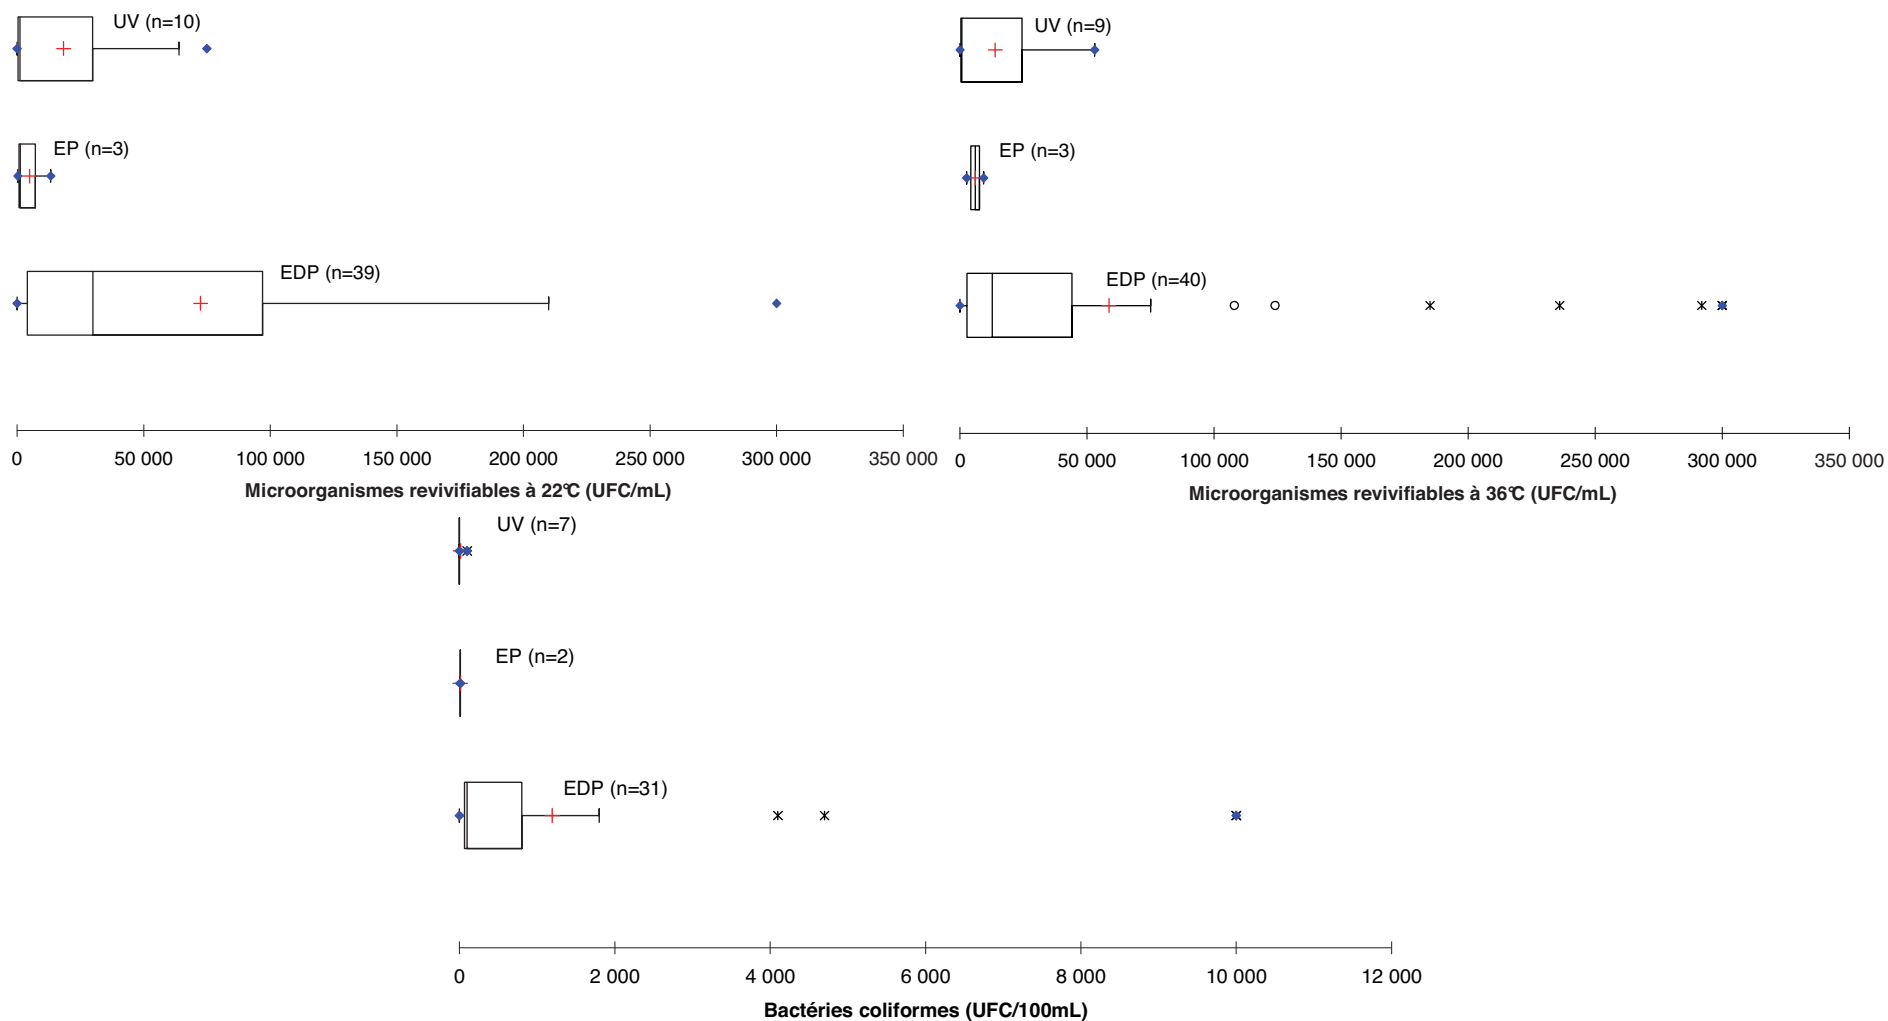 UV (n=10)
EP (n=3)
EDP (n=39)
0 50 000 100 000 150 000 200 000 250 000 300 000 350 000
Microorganismes revivifiables à 22°C (UFC/mL)
UV (n=9)
EP (n=3)
EDP (n=40)
0 50 000 100 000 150 000 200 000 250 000 300 000 350 000
Microorganismes revivifiables à 36°C (UFC/mL)
UV (n=7)
EP (n=2)
EDP (n=31)
0 2 000 4 000 6 000 8 000 10 000 12 000
Bactéries coliformes (UFC/100mL)